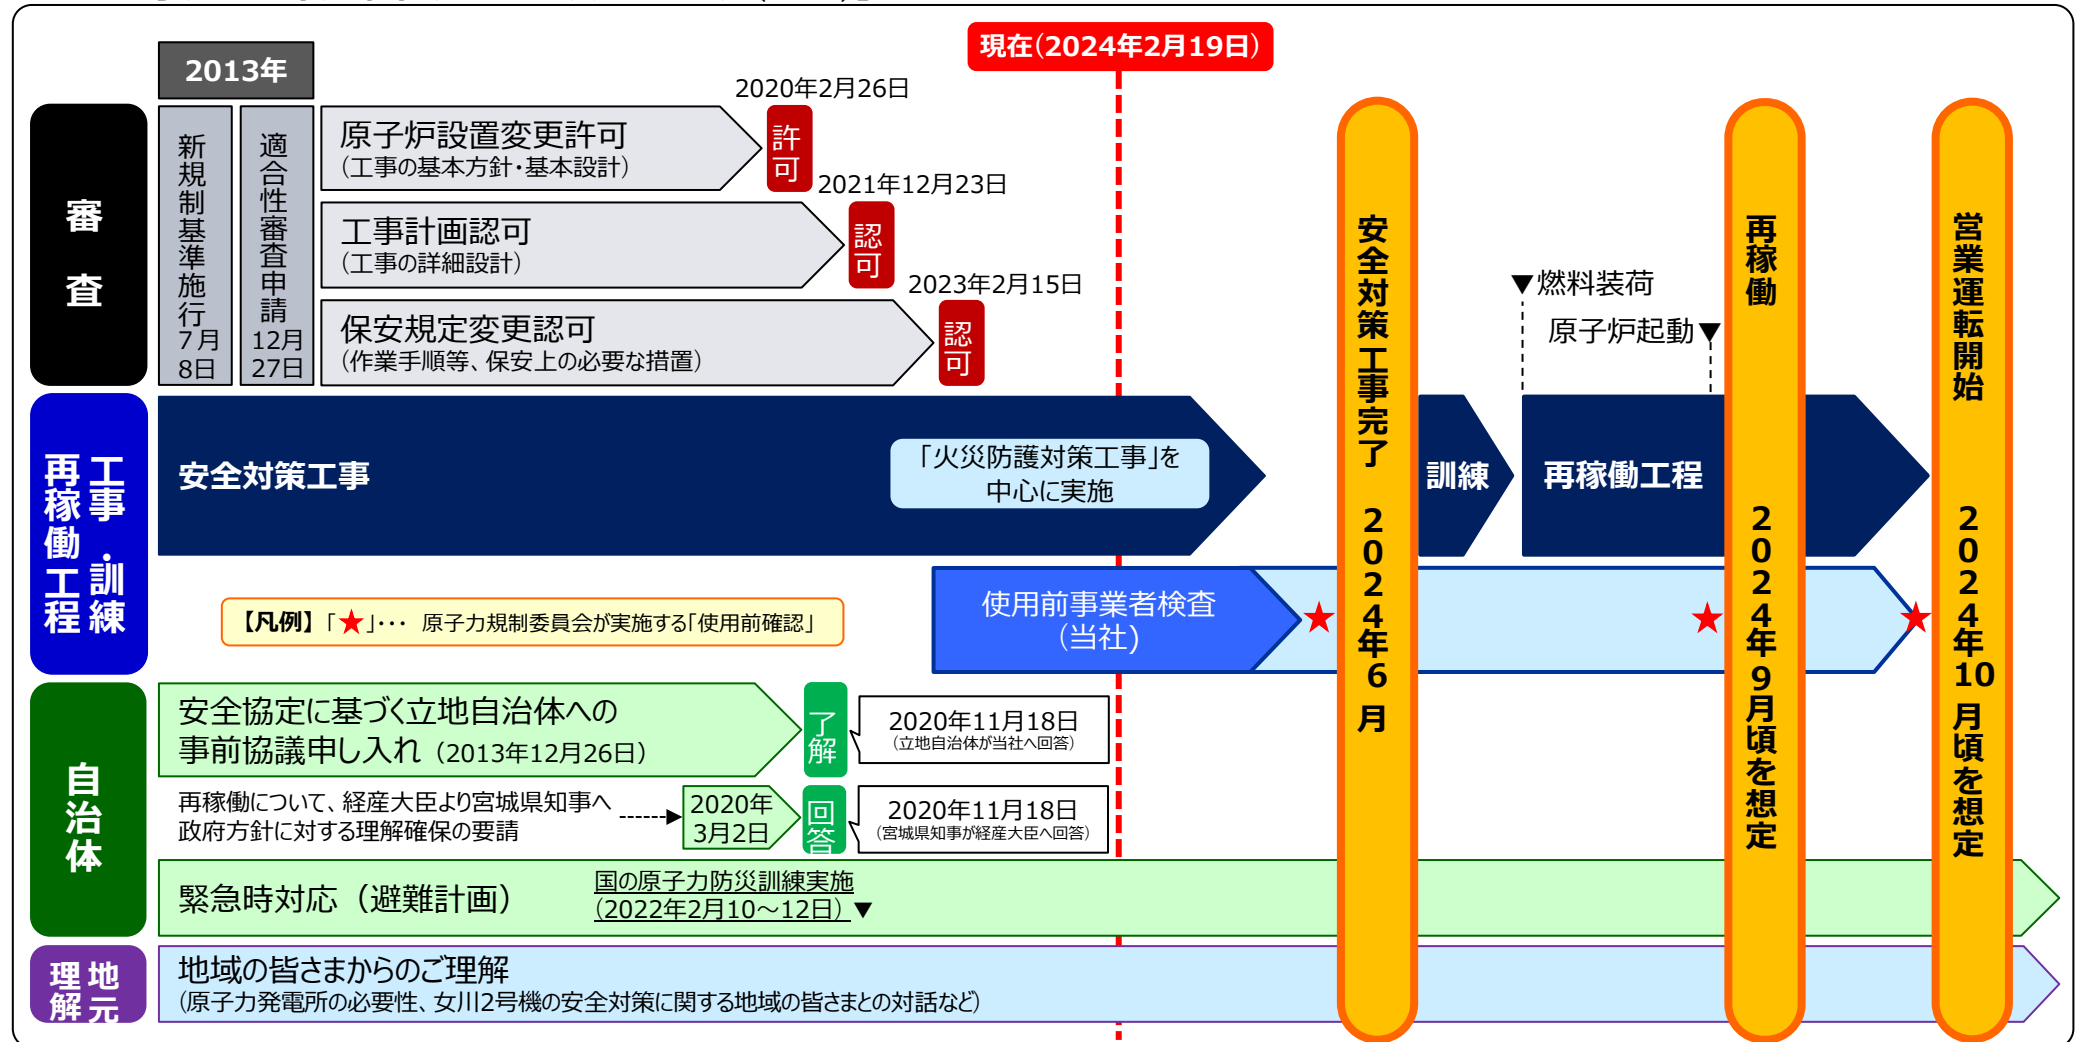 現在(2024年2月19日)
2013年
審査
新規制基準施行
7月
8日
適合性審査申請
12月
27日
原子炉設置変更許可
(工事の基本方針・基本設計)
2020年2月26日
許可
工事計画認可
(工事の詳細設計)
2021年12月23日
認可
保安規定変更認可
(作業手順等、保安上の必要な措置)
2023年2月15日
認可
▼燃料装荷
原子炉起動▼
安全対策工事完了 2024年6月
再稼働 2024年9月頃を想定
営業運転開始 2024年10月頃を想定
工事・訓練
再稼働工程
安全対策工事
「火災防護対策工事」を
中心に実施
訓練
再稼働工程
【凡例】「★」・・・ 原子力規制委員会が実施する「使用前確認」
使用前事業者検査
(当社)
★
★
★
自治体
安全協定に基づく立地自治体への
事前協議申し入れ(2013年12月26日)
了解
2020年11月18日
(立地自治体が当社へ回答)
再稼働について、経産大臣より宮城県知事へ
政府方針に対する理解確保の要請
2020年
3月2日
回答
2020年11月18日
(宮城県知事が経産大臣へ回答)
緊急時対応(避難計画)
国の原子力防災訓練実施
(2022年2月10~12日)▼
地元
理解
地域の皆さまからのご理解
(原子力発電所の必要性、女川2号機の安全対策に関する地域の皆さまとの対話など)